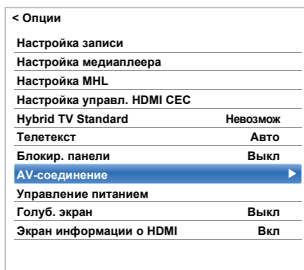 < Опции
Настройка записи
Настройка медиаплеера
Настройка MHL
Настройка управл. HDMI CEC
Hybrid TV Standard Невозмож
Телетекст Авто
Блокир. панели Выкл
AV-соединение
Управление питанием
Голуб. экран Выкл
Экран информации о HDMI Вкл